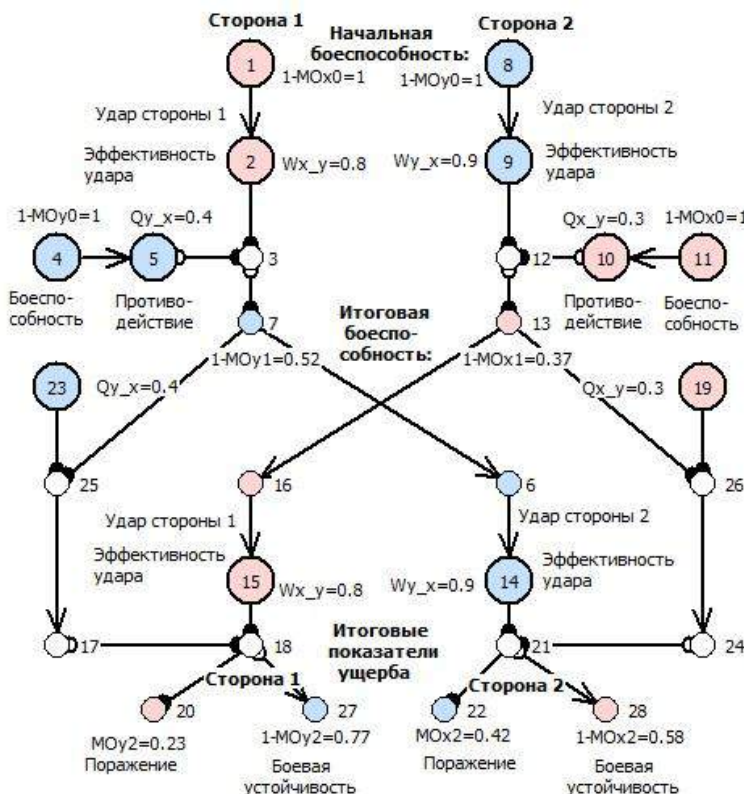 Сторона 1
Начальная
боеспособность:
Сторона 2
1
8
1-MOx0=1
1-MOy0=1
Удар стороны 1
Удар стороны 2
Эффективность
удара
2
Wx_y=0.8
Wy_x=0.9
9
Эффективность
удара
1-MOy0=1
Qy_x=0.4
Qx_y=0.3
1-MOx0=1
4
5
3
12
10
11
Боеспо-
собность
Противо-
действие
Противо-
действие
Боеспо-
собность
7
Итоговая
боеспо-
собность:
13
1-MOy1=0.52
1-MOx1=0.37
23
Qy_x=0.4
Qx_y=0.3
19
25
16
6
26
Удар стороны 1
Удар стороны 2
Эффективность
удара
15
Wx_y=0.8
Wy_x=0.9
14
Эффективность
удара
17
18
Итоговые
показатели
ущерба
21
24
Сторона 1
Сторона 2
20
27
22
28
MOy2=0.23
1-MOy2=0.77
MOx2=0.42
1-MOx2=0.58
Поражение
Боевая
устойчивость
Поражение
Боевая
устойчивость